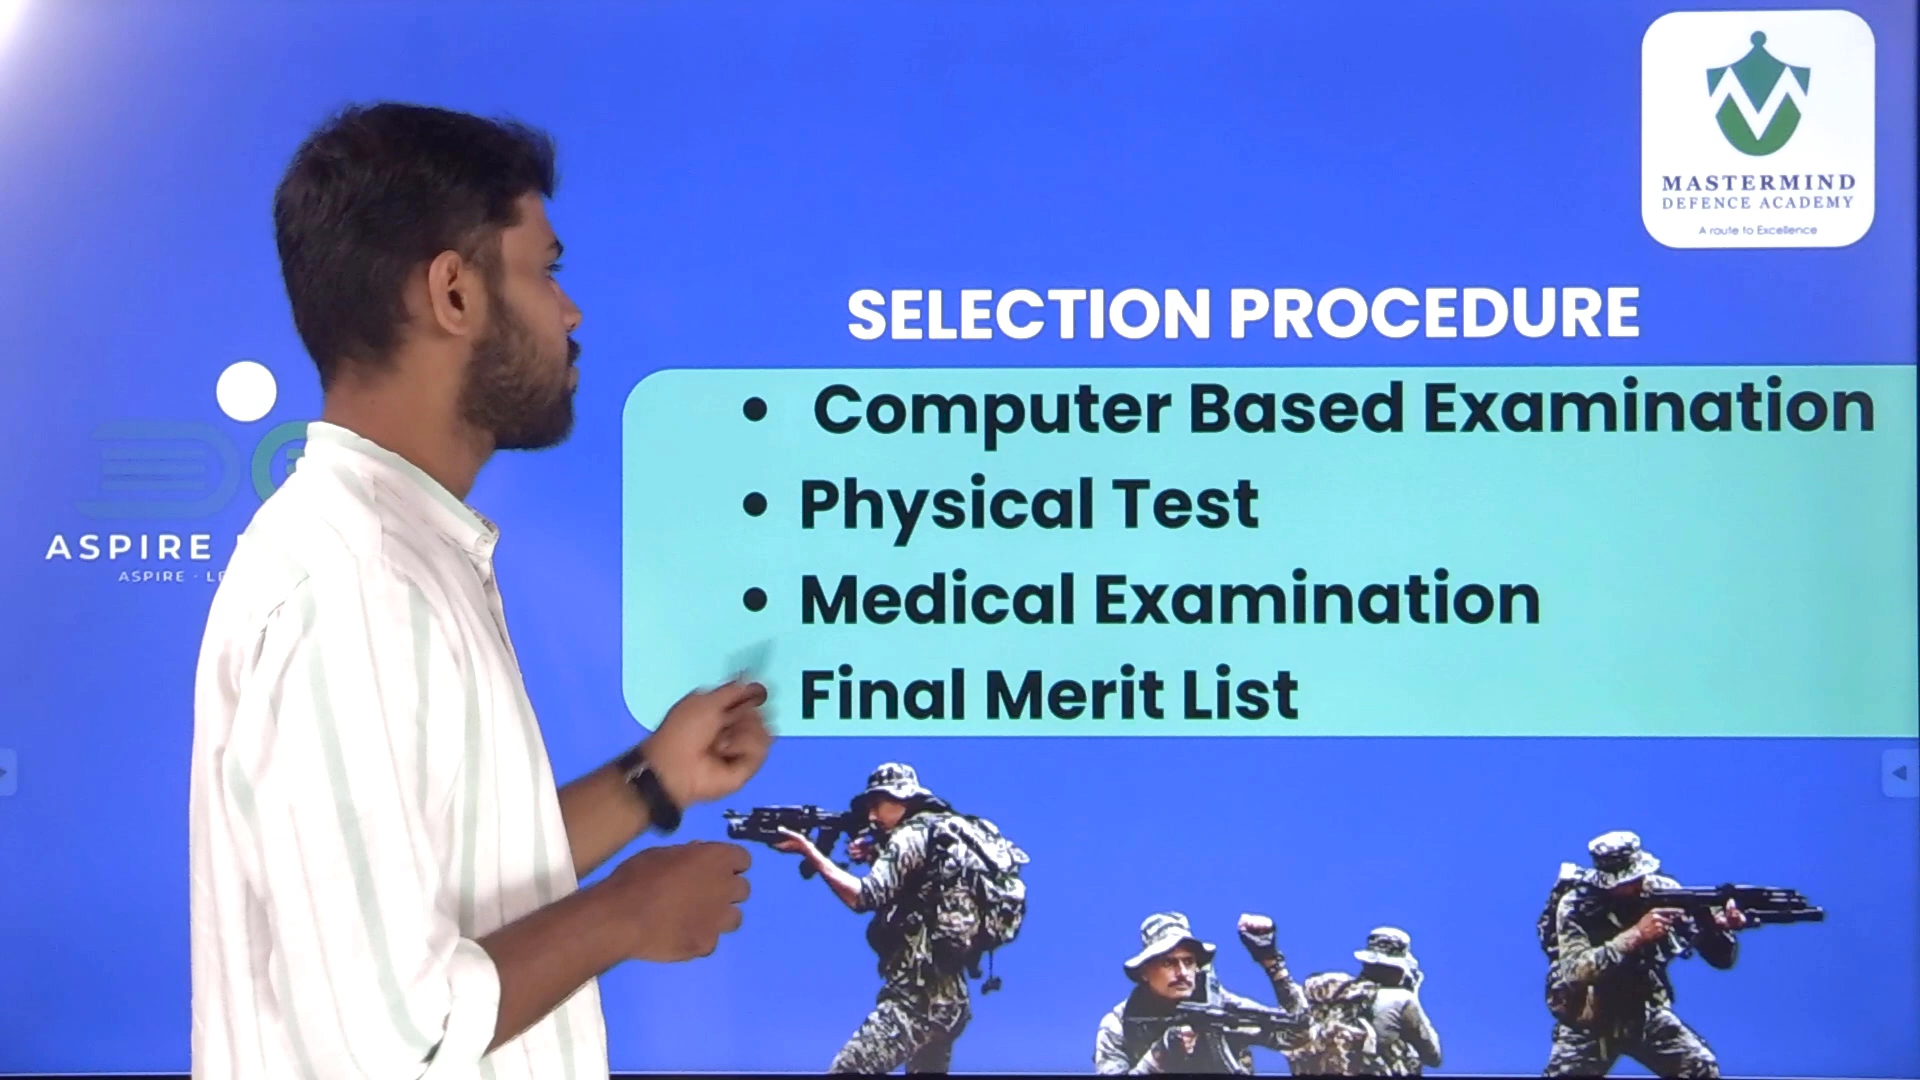 MASTERMIND
DEFENCE ACADEMY
A route to Excellence
SELECTION PROCEDURE
• Computer Based Examination
• Physical Test
• Medical Examination
Final Merit List
ASPIRE
ASPIRE